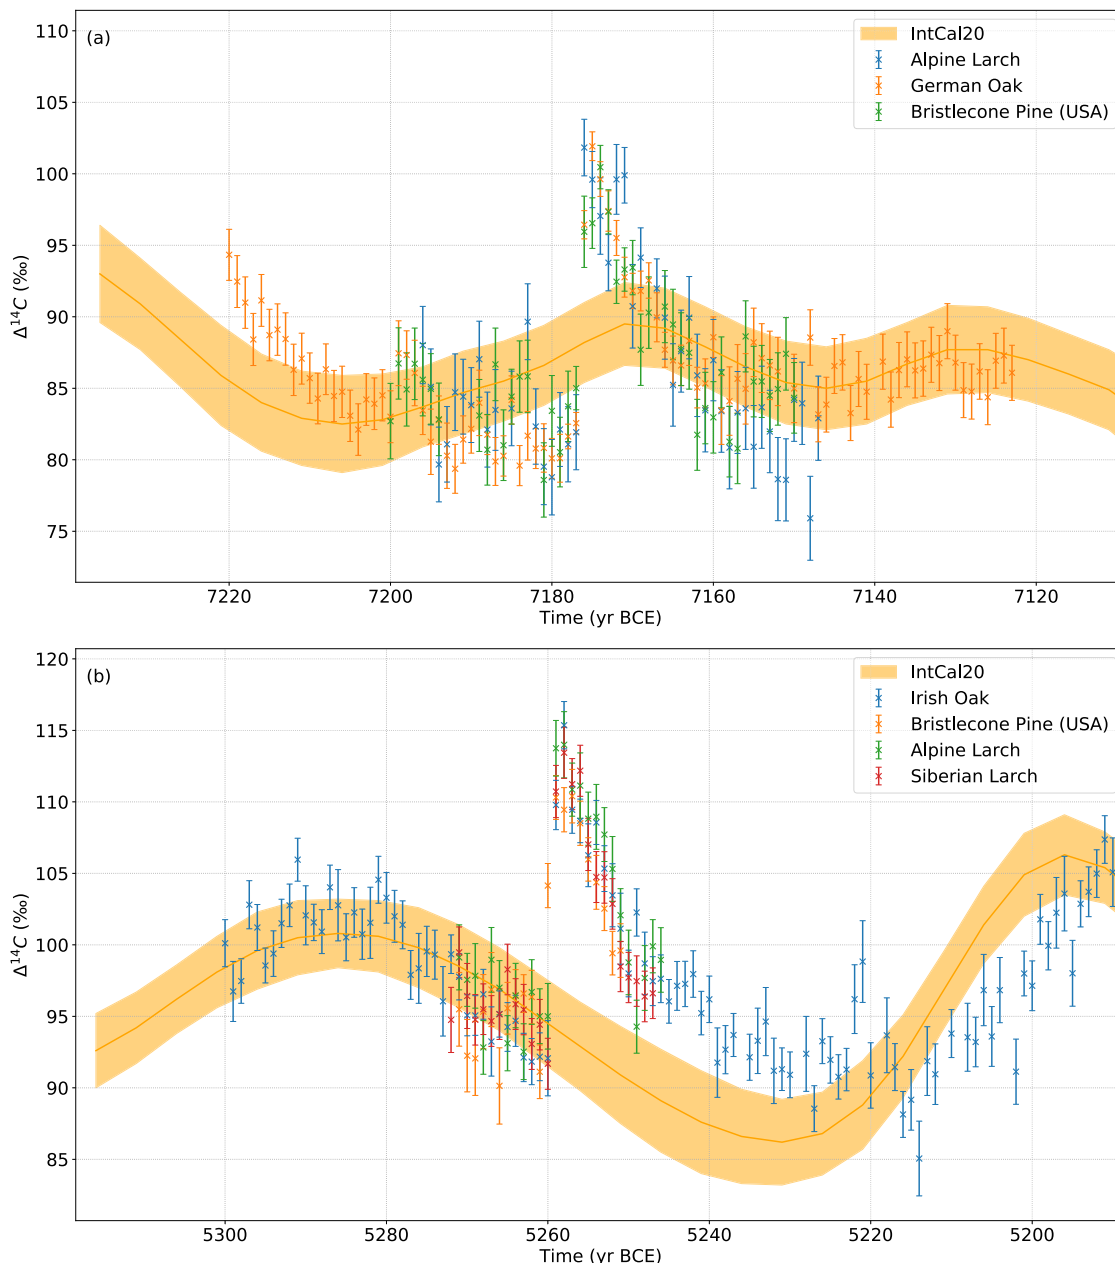 (a)
IntCal20
Alpine Larch
German Oak
Bristlecone Pine (USA)
110
105
100
95
90
85
80
75
Δ¹⁴C (‰)
7220
7200
7180
7160
7140
7120
Time (yr BCE)
(b)
IntCal20
Irish Oak
Bristlecone Pine (USA)
Alpine Larch
Siberian Larch
120
115
110
105
100
95
90
85
Δ¹⁴C (‰)
5300
5280
5260
5240
5220
5200
Time (yr BCE)